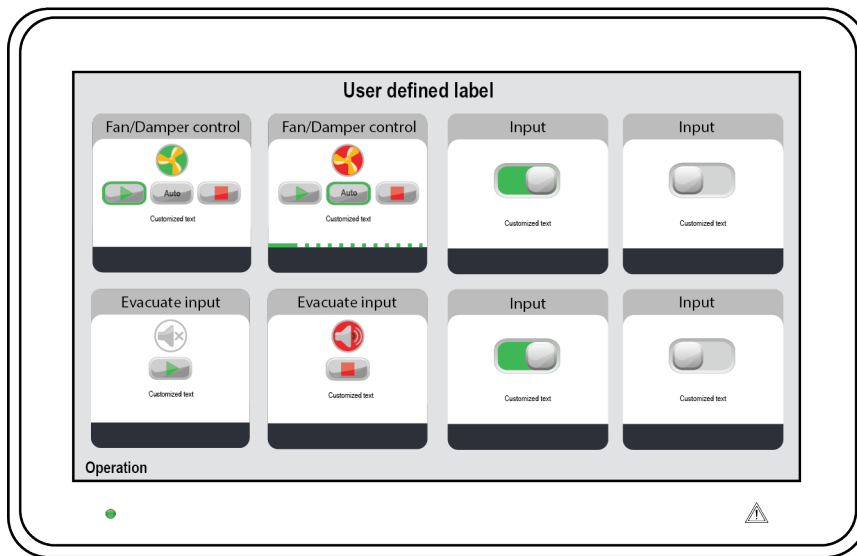 User defined label
Fan/Damper control
Fan/Damper control
Input
Input
Auto
Auto
Customized text
Customized text
Customized text
Customized text
Evacuate input
Evacuate input
Input
Input
Customized text
Customized text
Customized text
Customized text
Operation